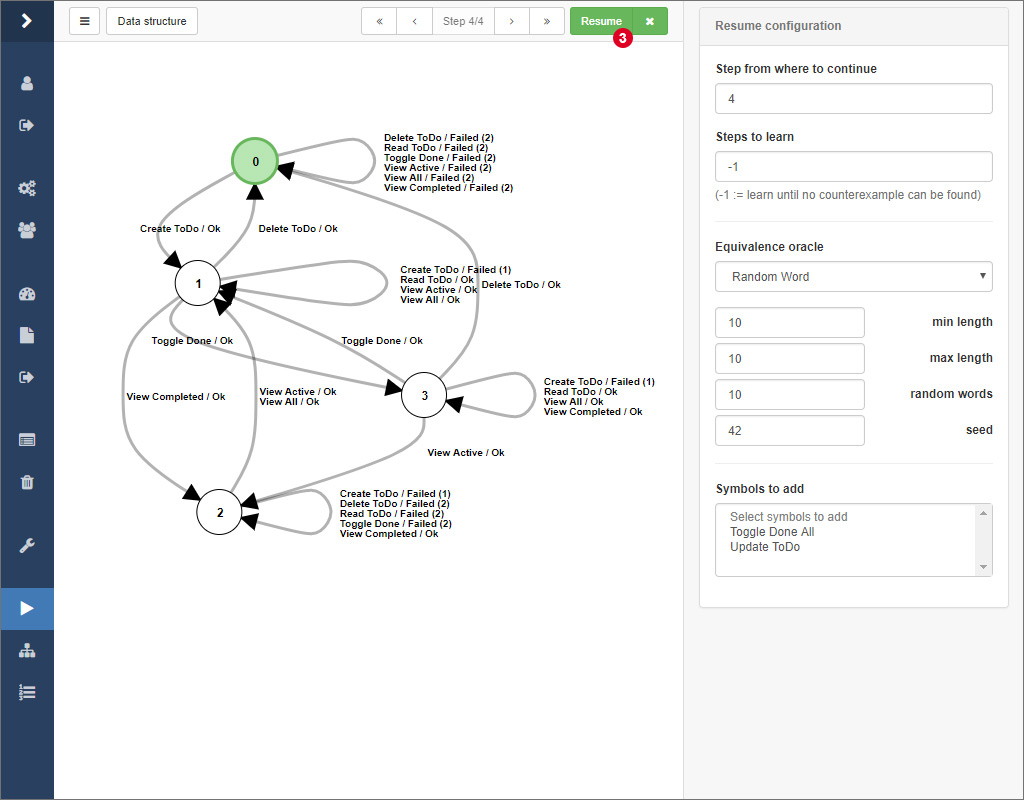 Data structure
«
‹
Step 4/4
›
»
Resume
✖
3
Resume configuration
Step from where to continue
4
Steps to learn
-1
(-1 := learn until no counterexample can be found)
Equivalence oracle
Random Word
10
min length
10
max length
10
random words
42
seed
Symbols to add
Select symbols to add
Toggle Done All
Update ToDo
0
Delete ToDo / Failed (2)
Read ToDo / Failed (2)
Toggle Done / Failed (2)
View Active / Failed (2)
View All / Failed (2)
View Completed / Failed (2)
Create ToDo / Ok
Delete ToDo / Ok
1
Create ToDo / Failed (1)
Read ToDo / Ok
View Active / Ok
View All / Ok
Delete ToDo / Ok
Toggle Done / Ok
Toggle Done / Ok
View Completed / Ok
View Active / Ok
View All / Ok
3
Create ToDo / Failed (1)
Read ToDo / Ok
View All / Ok
View Completed / Ok
View Active / Ok
2
Create ToDo / Failed (1)
Delete ToDo / Failed (2)
Read ToDo / Failed (2)
Toggle Done / Failed (2)
View Completed / Ok